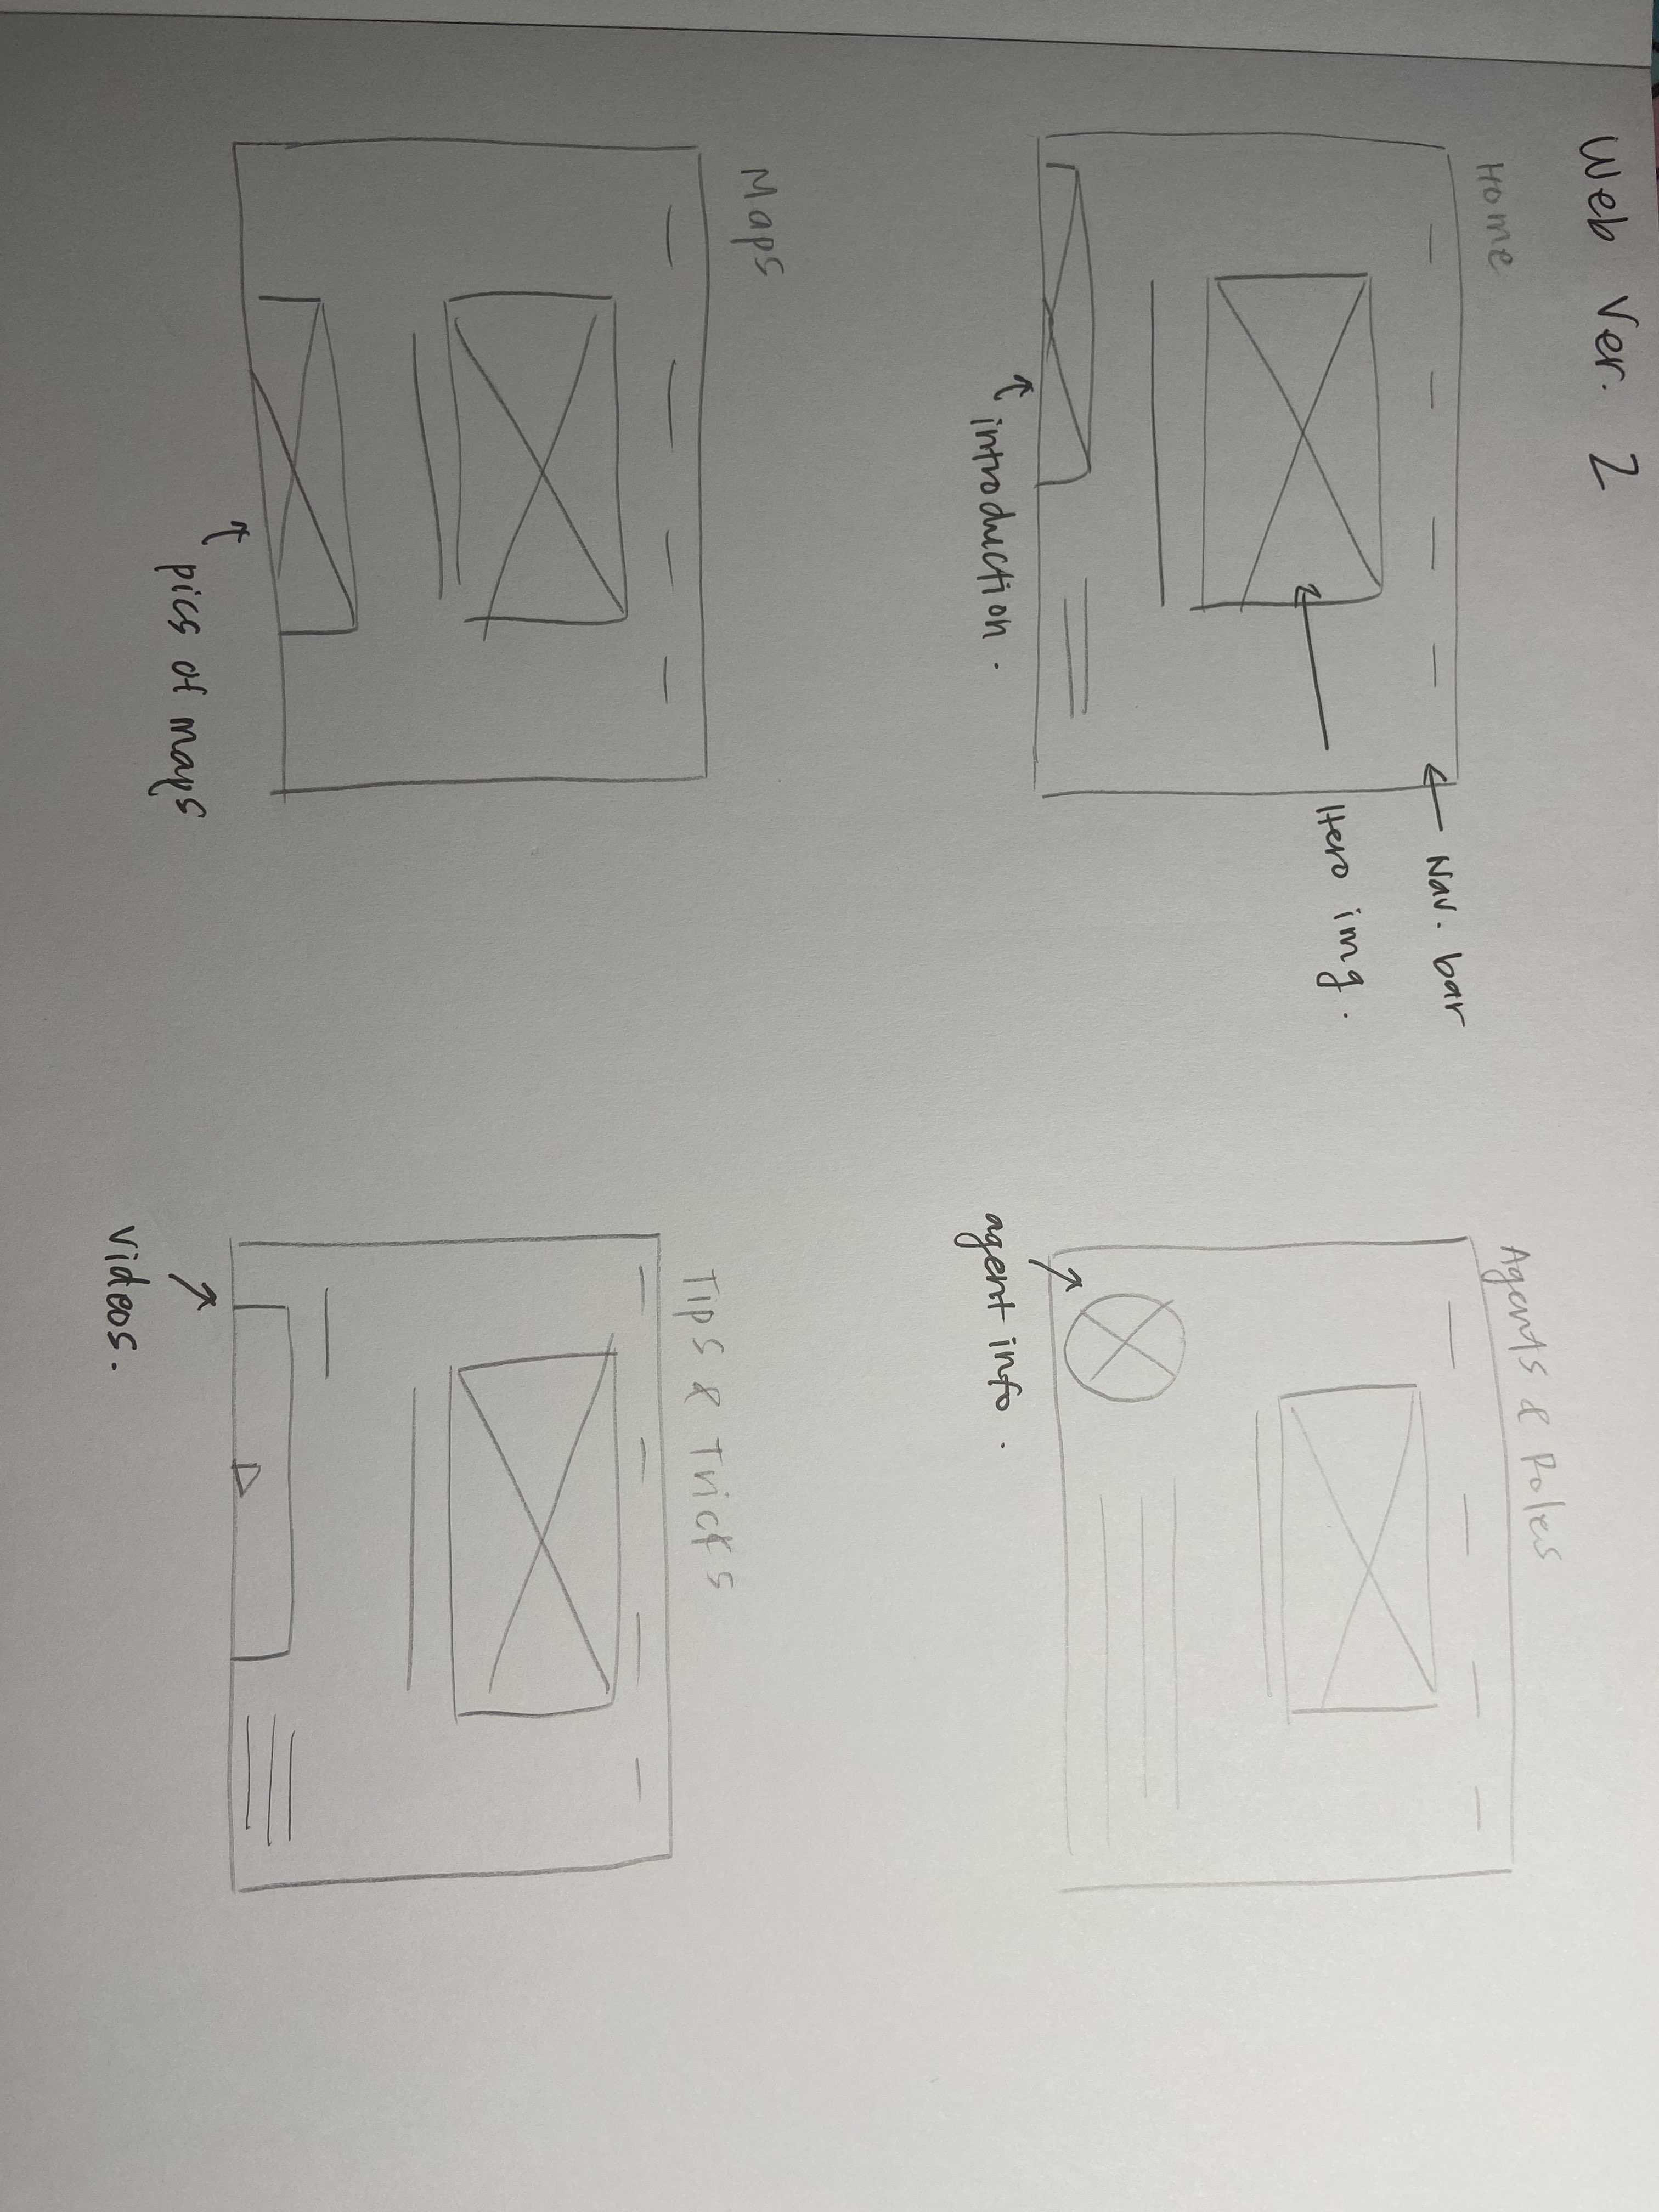 Web Ver. 2
Home
Nav. bar
Hero img.
introduction.
Agents & Roles
agent info.
Maps
pics of maps
Tips & Tricks
videos.